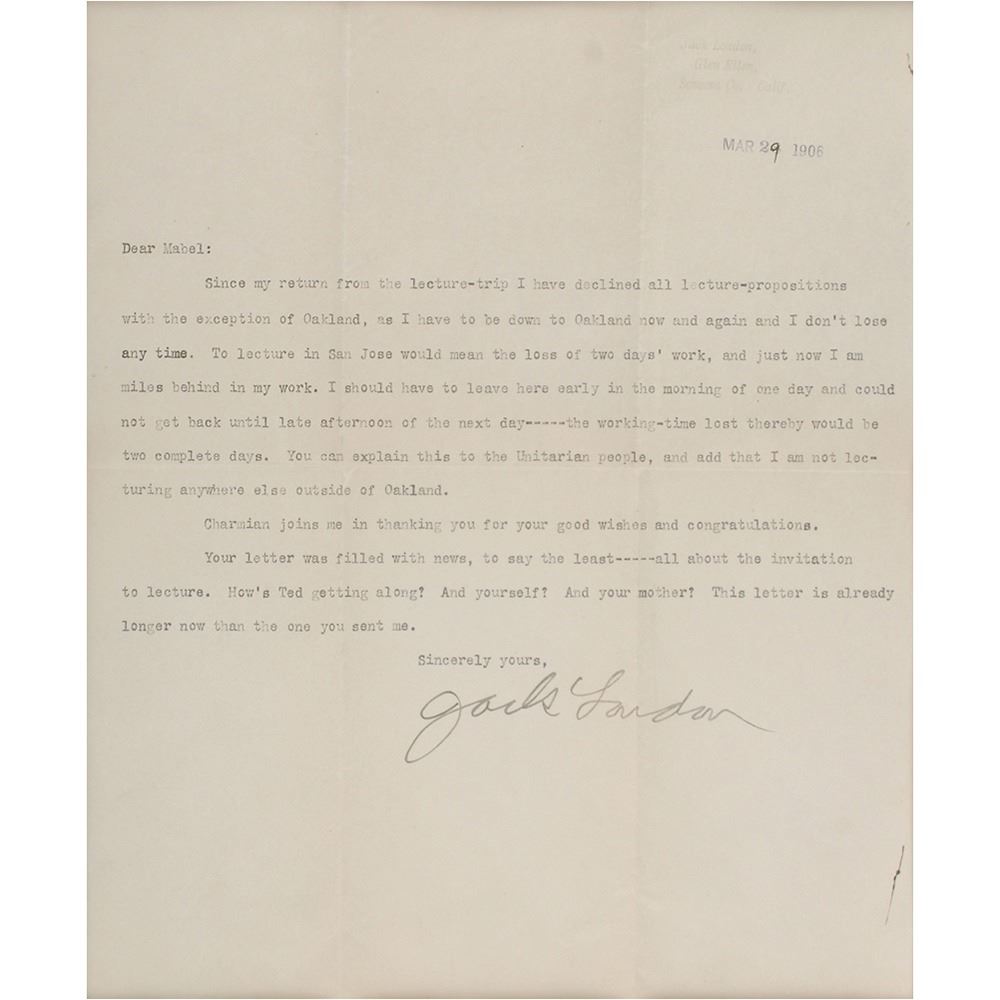 Jack London,
Glen Ellen,
Sonoma Co., Calif.
MAR 29 1906
Dear Mabel:
Since my return from the lecture-trip I have declined all lecture-propositions
with the exception of Oakland, as I have to be down to Oakland now and again and I don't lose
any time. To lecture in San Jose would mean the loss of two days' work, and just now I am
miles behind in my work. I should have to leave here early in the morning of one day and could
not get back until late afternoon of the next day-----the working-time lost thereby would be
two complete days. You can explain this to the Unitarian people, and add that I am not lec-
turing anywhere else outside of Oakland.
Charmian joins me in thanking you for your good wishes and congratulations.
Your letter was filled with news, to say the least-----all about the invitation
to lecture. How's Ted getting along? And yourself? And your mother? This letter is already
longer now than the one you sent me.
Sincerely yours,
Jack London